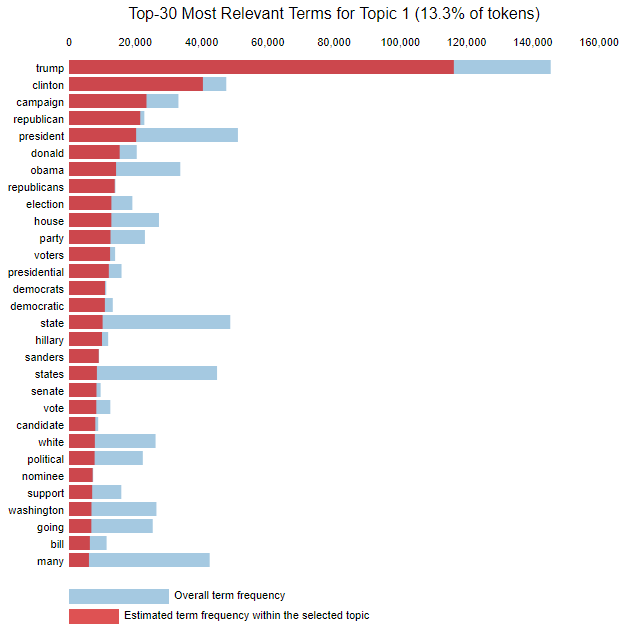 Top-30 Most Relevant Terms for Topic 1 (13.3% of tokens)
0 20,000 40,000 60,000 80,000 100,000 120,000 140,000 160,000
trump
clinton
campaign
republican
president
donald
obama
republicans
election
house
party
voters
presidential
democrats
democratic
state
hillary
sanders
states
senate
vote
candidate
white
political
nominee
support
washington
going
bill
many
Overall term frequency
Estimated term frequency within the selected topic